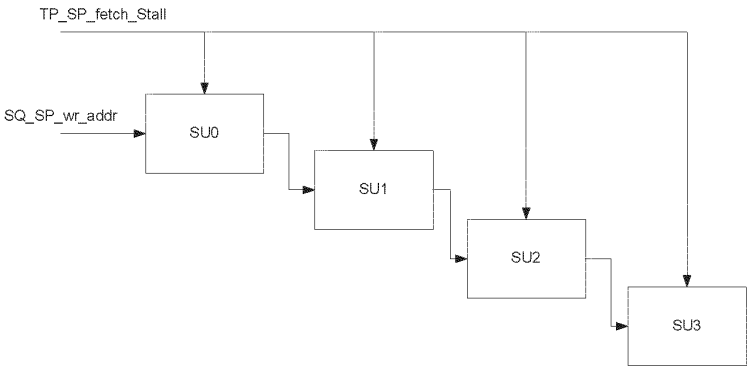 TP_SP_fetch_Stall
SQ_SP_wr_addr
SU0
SU1
SU2
SU3